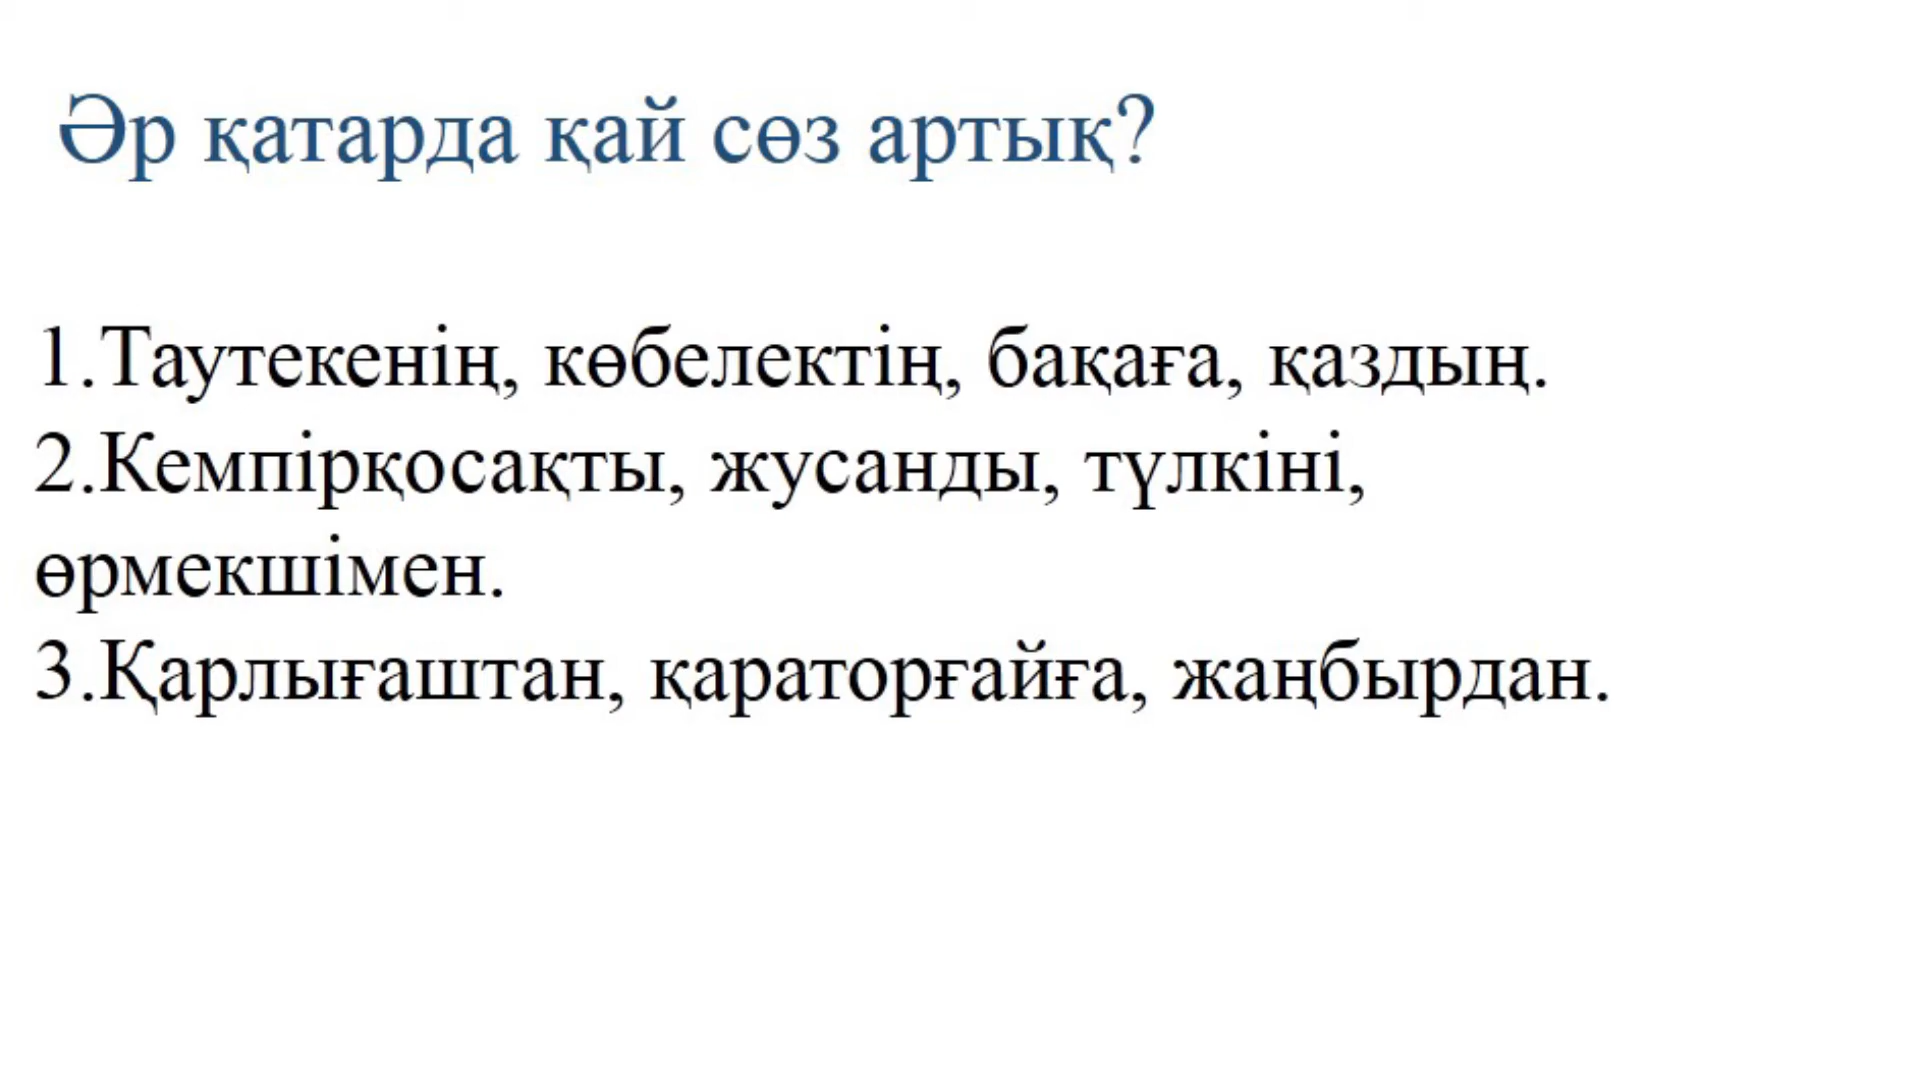 Әр қатарда қай сөз артық?
1.Таутекенің, көбелектің, бақаға, қаздың.
2.Кемпірқосақты, жусанды, түлкіні,
өрмекшімен.
3.Қарлығаштан, қараторғайға, жаңбырдан.